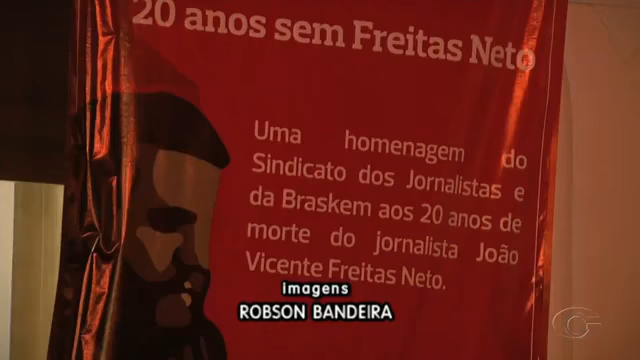 20 anos sem Freitas Neto
Uma homenagem do
Sindicato dos Jornalistas e
da Braskem aos 20 anos de
morte do jornalista João
Vicente Freitas Neto.
imagens
ROBSON BANDEIRA